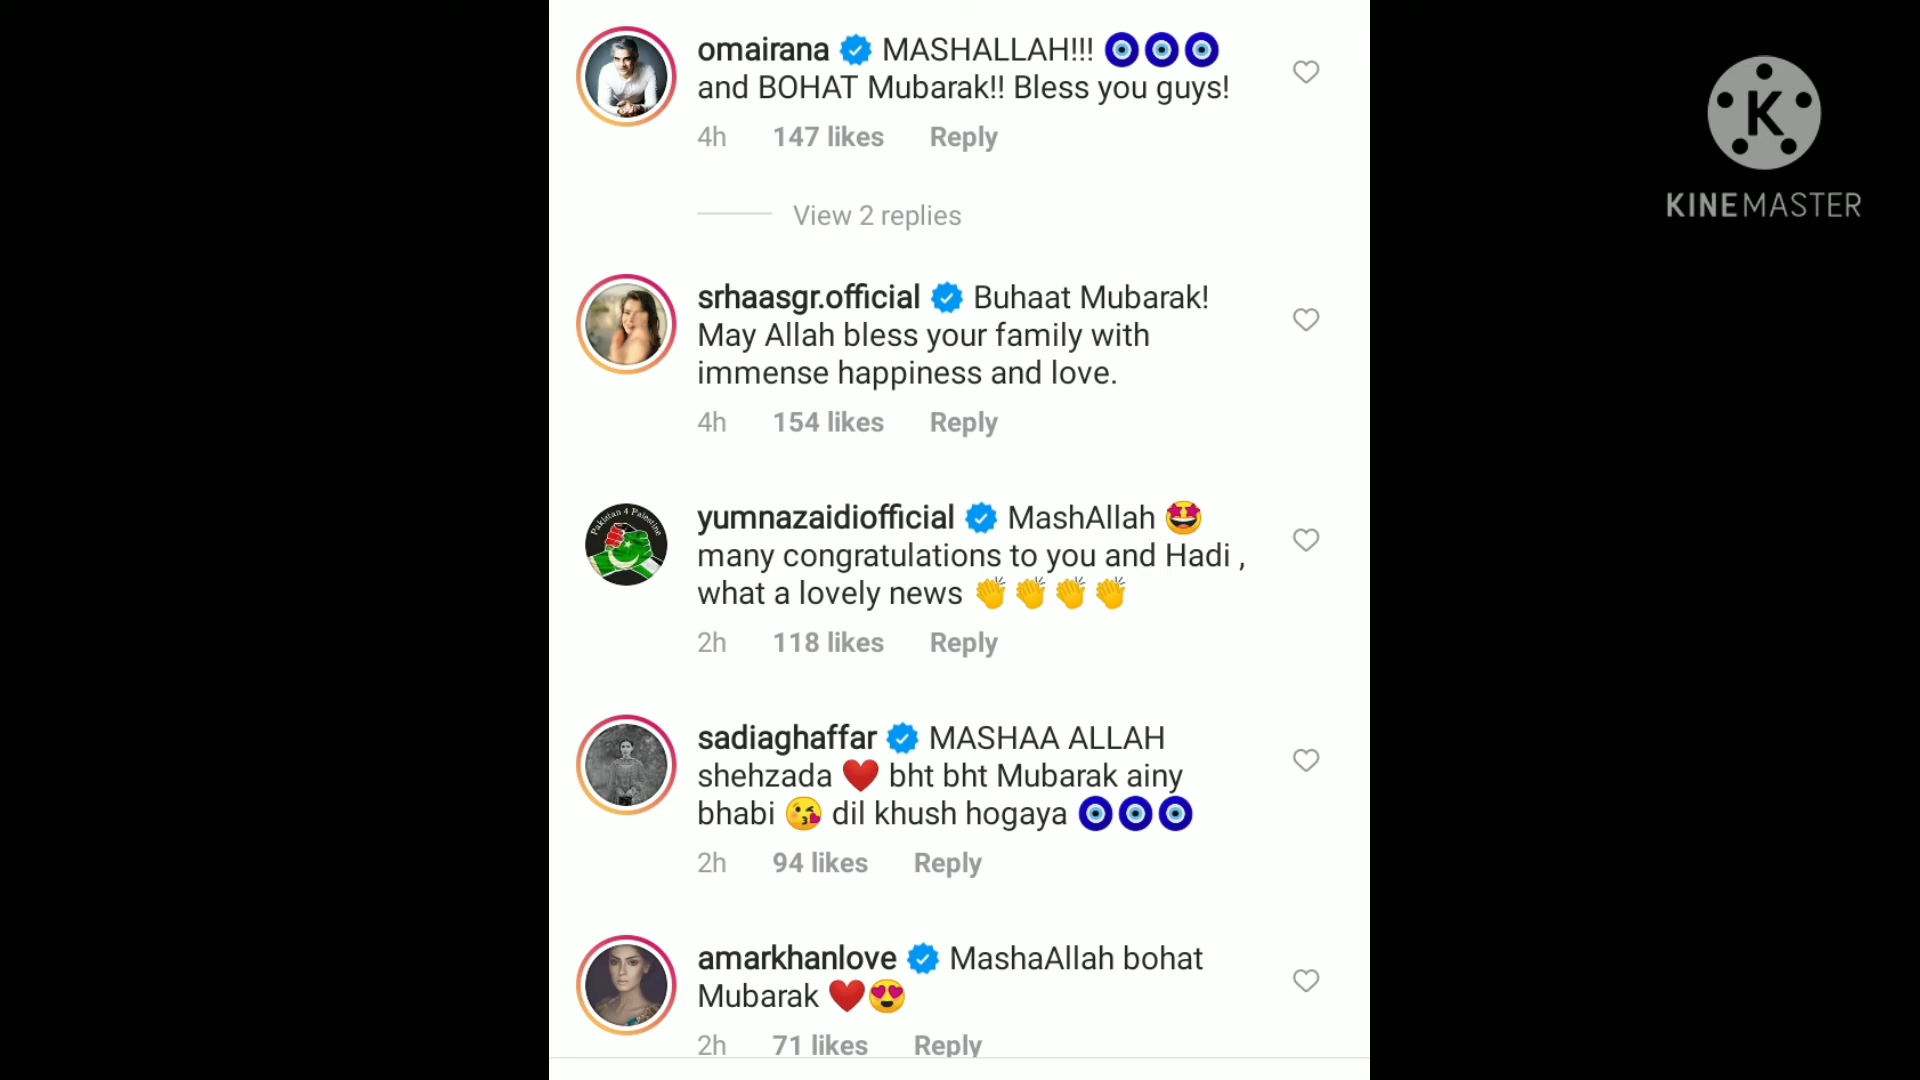 omairana MASHALLAH!!! 🧿🧿🧿
and BOHAT Mubarak!! Bless you guys!
4h 147 likes Reply
View 2 replies
srhaasgr.official Buhaat Mubarak!
May Allah bless your family with
immense happiness and love.
4h 154 likes Reply
Pakistan 4 Palestine
yumnazaidiofficial MashAllah 🤩
many congratulations to you and Hadi ,
what a lovely news 👏👏👏👏
2h 118 likes Reply
sadiaghaffar MASHAA ALLAH
shehzada ❤️ bht bht Mubarak ainy
bhabi 😘 dil khush hogaya 🧿🧿🧿
2h 94 likes Reply
amarkhanlove MashaAllah bohat
Mubarak ❤️😍
2h 71 likes Reply
K
KINEMASTER